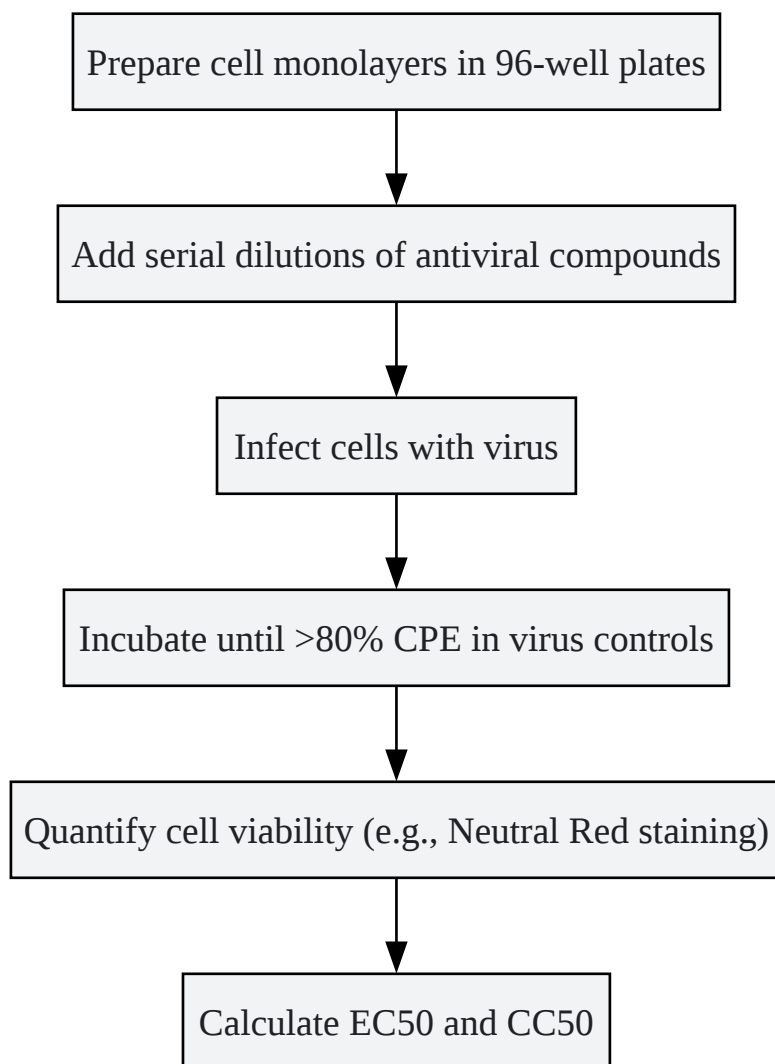 Prepare cell monolayers in 96-well plates
Add serial dilutions of antiviral compounds
Infect cells with virus
Incubate until >80% CPE in virus controls
Quantify cell viability (e.g., Neutral Red staining)
Calculate EC50 and CC50